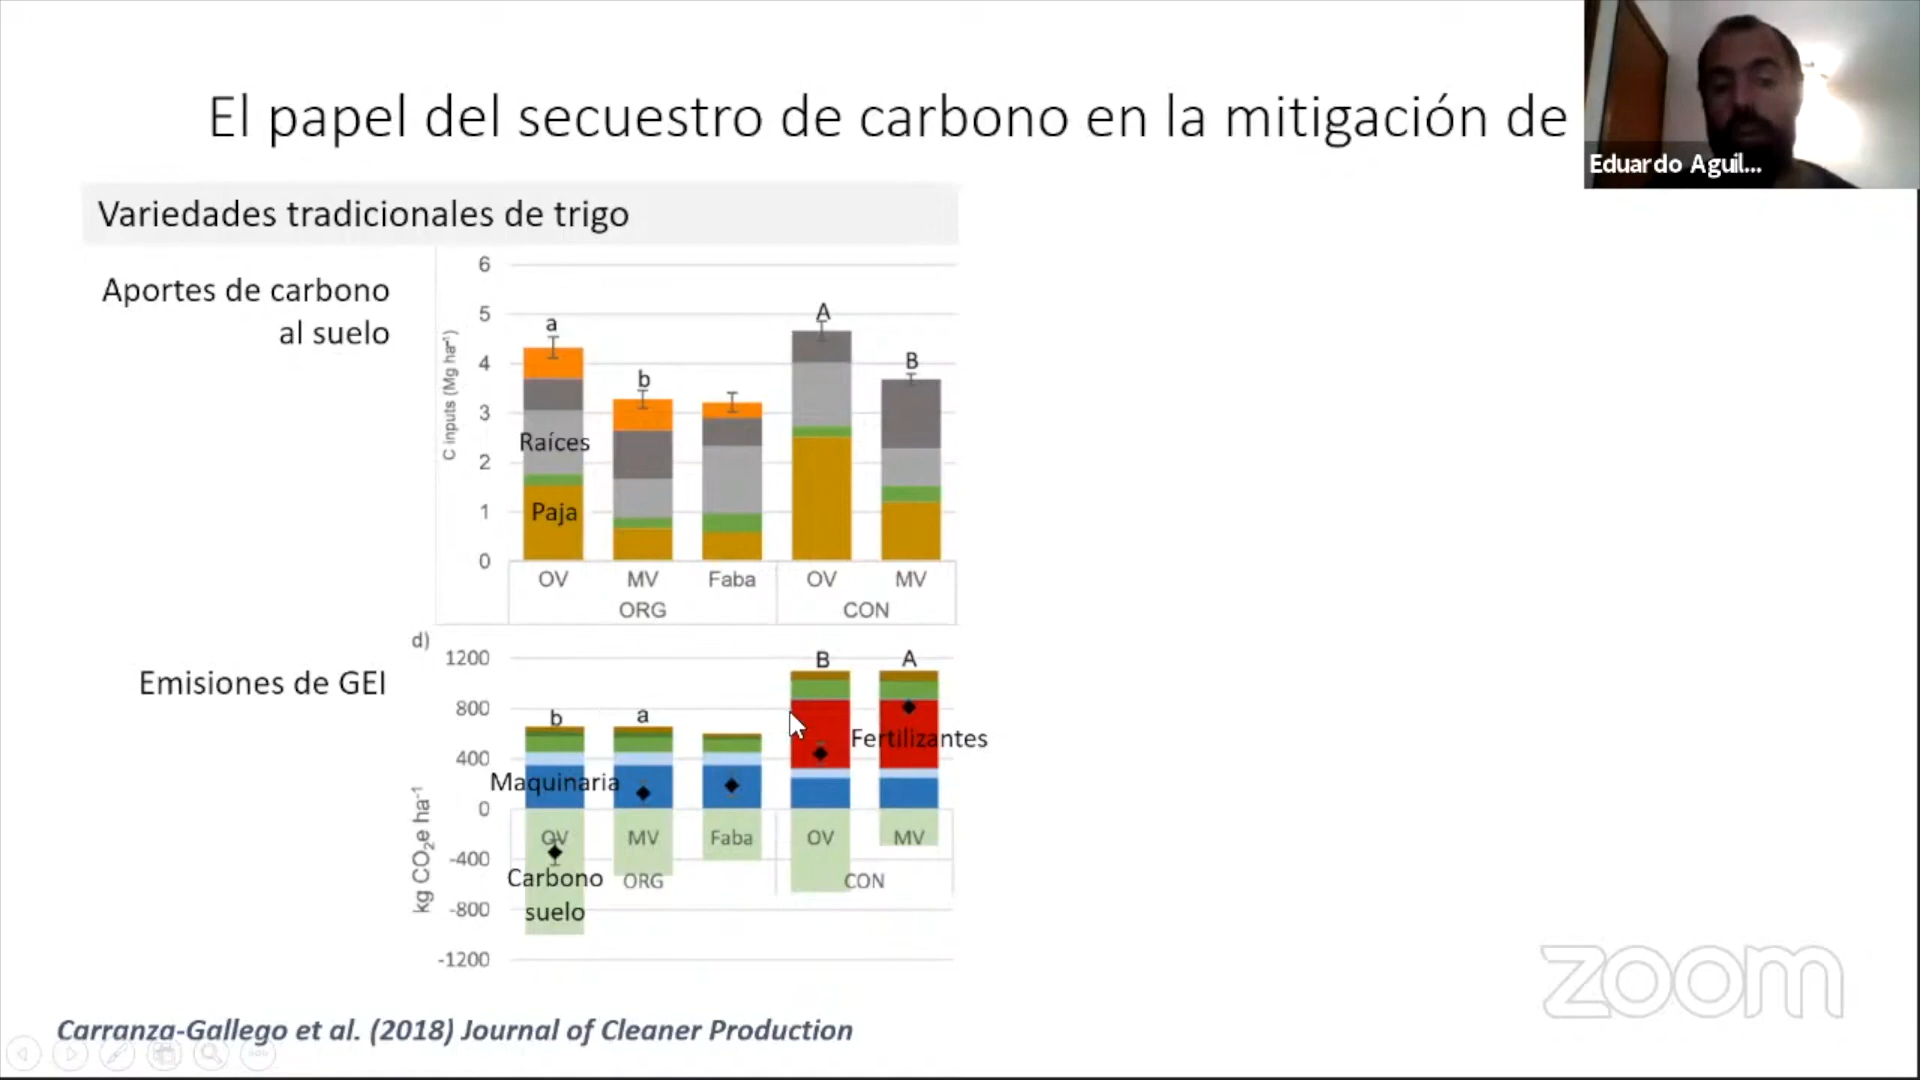 El papel del secuestro de carbono en la mitigación de
Eduardo Aguil...
Variedades tradicionales de trigo
Aportes de carbono
al suelo
C inputs (Mg ha⁻¹)
6
5
4
3
2
1
0
a
b
A
B
Raíces
Paja
OV MV Faba OV MV
ORG CON
d)
Emisiones de GEI
kg CO₂e ha⁻¹
1200
800
400
0
-400
-800
-1200
b
a
B
A
Fertilizantes
Maquinaria
OV MV Faba OV MV
Carbono
suelo
ORG CON
zoom
Carranza-Gallego et al. (2018) Journal of Cleaner Production